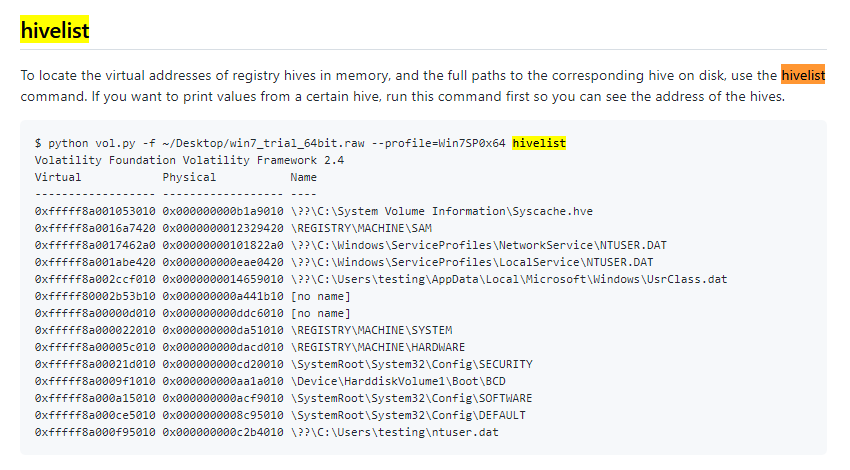 hivelist
To locate the virtual addresses of registry hives in memory, and the full paths to the corresponding hive on disk, use the hivelist
command. If you want to print values from a certain hive, run this command first so you can see the address of the hives.
$ python vol.py -f ~/Desktop/win7_trial_64bit.raw --profile=Win7SP0x64 hivelist
Volatility Foundation Volatility Framework 2.4
Virtual            Physical           Name
------------------ ------------------ ----
0xfffff8a001053010 0x000000000b1a9010 \??\C:\System Volume Information\Syscache.hve
0xfffff8a0016a7420 0x0000000012329420 \REGISTRY\MACHINE\SAM
0xfffff8a0017462a0 0x00000000101822a0 \??\C:\Windows\ServiceProfiles\NetworkService\NTUSER.DAT
0xfffff8a001abe420 0x000000000eae0420 \??\C:\Windows\ServiceProfiles\LocalService\NTUSER.DAT
0xfffff8a002ccf010 0x0000000014659010 \??\C:\Users\testing\AppData\Local\Microsoft\Windows\UsrClass.dat
0xfffff80002b53b10 0x000000000a441b10 [no name]
0xfffff8a00000d010 0x000000000ddc6010 [no name]
0xfffff8a000022010 0x000000000da51010 \REGISTRY\MACHINE\SYSTEM
0xfffff8a00005c010 0x000000000dacd010 \REGISTRY\MACHINE\HARDWARE
0xfffff8a00021d010 0x000000000cd20010 \SystemRoot\System32\Config\SECURITY
0xfffff8a0009f1010 0x000000000aa1a010 \Device\HarddiskVolume1\Boot\BCD
0xfffff8a000a15010 0x000000000acf9010 \SystemRoot\System32\Config\SOFTWARE
0xfffff8a000ce5010 0x0000000008c95010 \SystemRoot\System32\Config\DEFAULT
0xfffff8a000f95010 0x000000000c2b4010 \??\C:\Users\testing\ntuser.dat